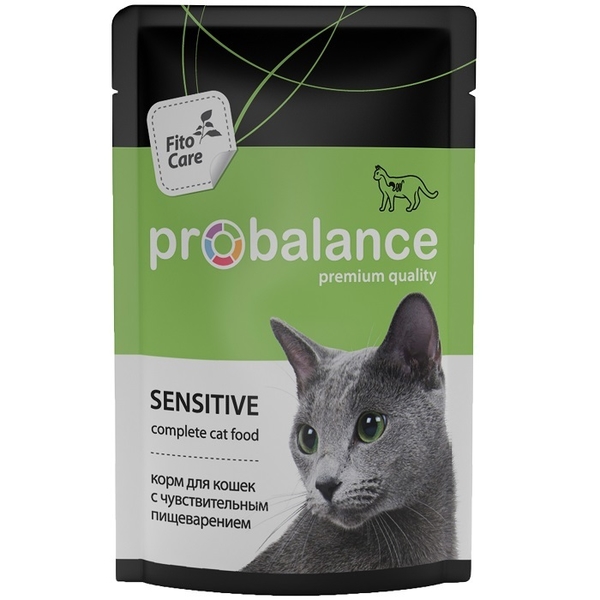 Fito
Care
probalance
premium quality
SENSITIVE
complete cat food
корм для кошек
с чувствительным
пищеварением